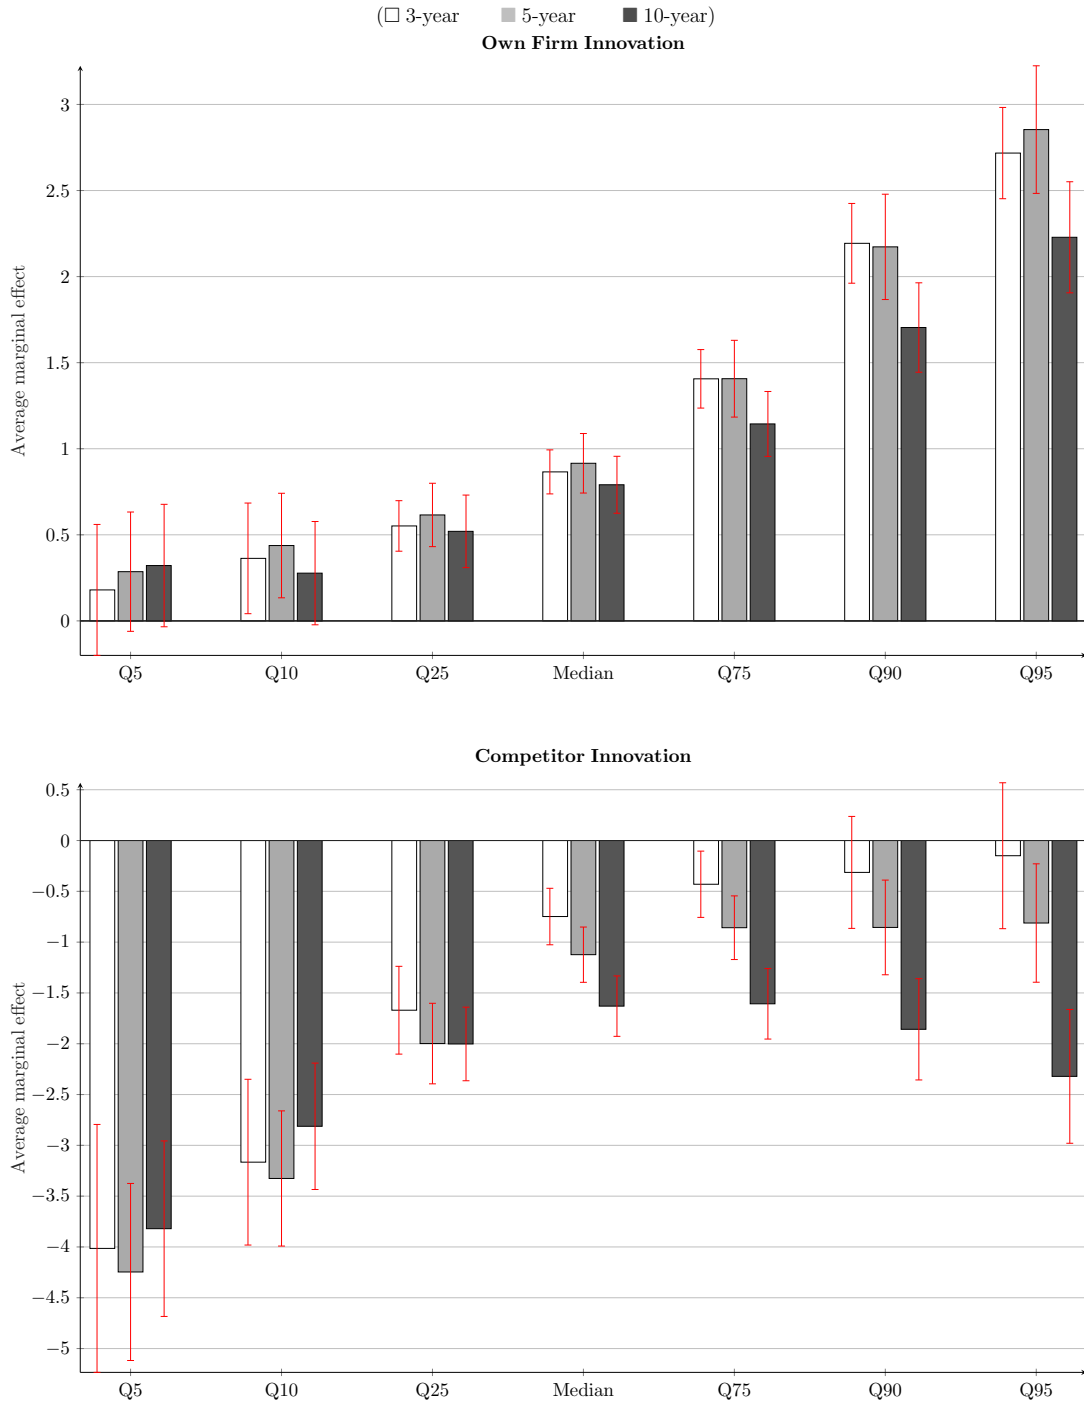 (□ 3-year ■ 5-year ■ 10-year)
Own Firm Innovation
Average marginal effect
3
2.5
2
1.5
1
0.5
0
Q5 Q10 Q25 Median Q75 Q90 Q95
Competitor Innovation
Average marginal effect
0.5
0
−0.5
−1
−1.5
−2
−2.5
−3
−3.5
−4
−4.5
−5
Q5 Q10 Q25 Median Q75 Q90 Q95